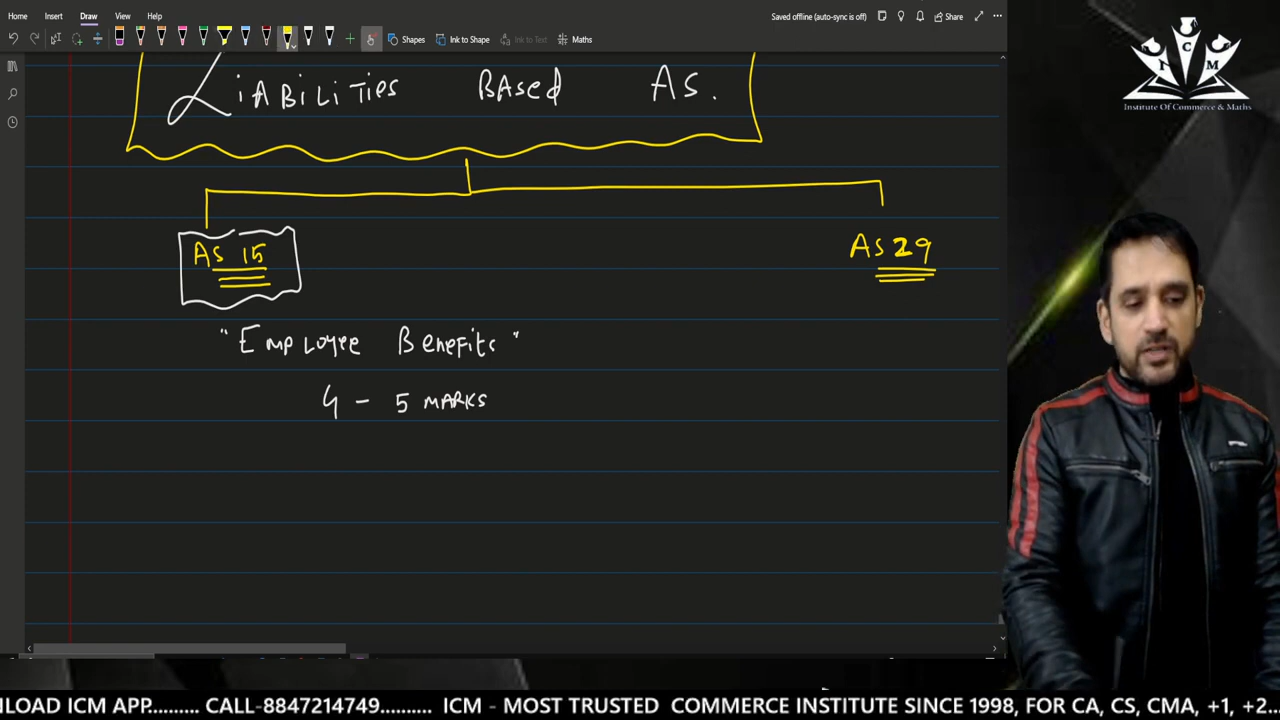 Home Insert Draw View Help
Saved offline (auto-sync is off) Share
Shapes Ink to Shape Ink to Text Maths
I C M
Institute Of Commerce & Maths
LiABiLiTies BAsed AS.
AS 15
AS 29
"Employee Benefits"
4 - 5 MARKS
NLOAD ICM APP......... CALL-8847214749.......... ICM - MOST TRUSTED COMMERCE INSTITUTE SINCE 1998, FOR CA, CS, CMA, +1, +2...